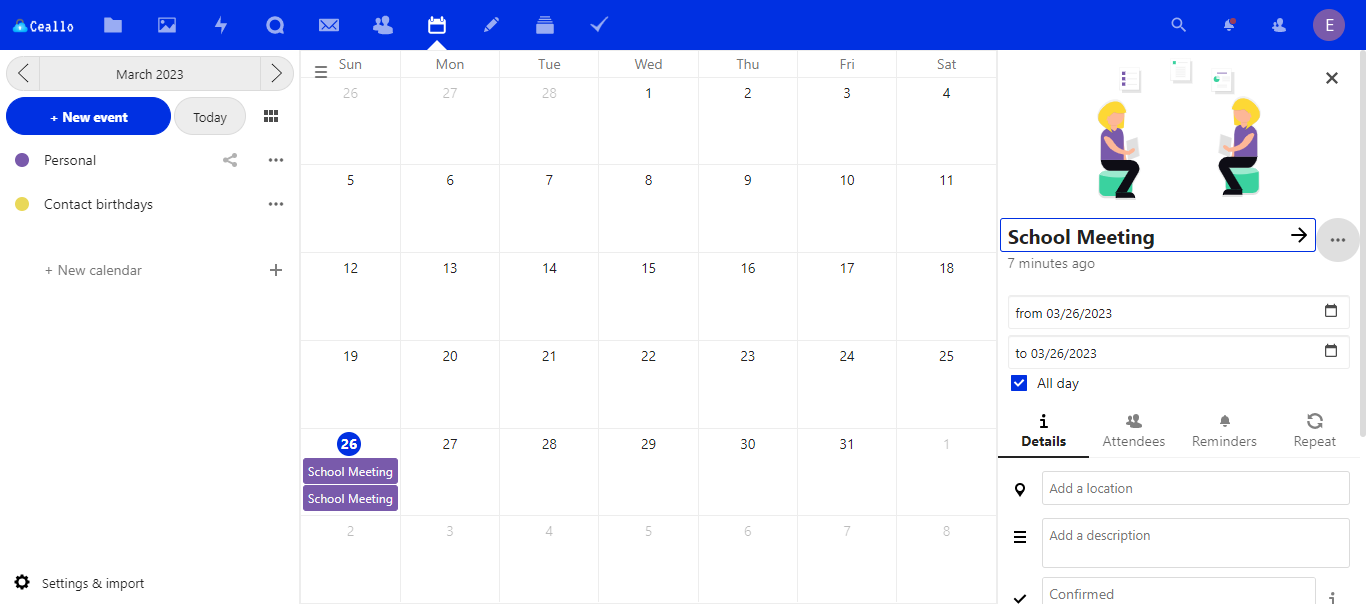 Ceallo
E
March 2023
+ New event
Today
Personal
Contact birthdays
+ New calendar
Settings & import
Sun Mon Tue Wed Thu Fri Sat
26 27 28 1 2 3 4
5 6 7 8 9 10 11
12 13 14 15 16 17 18
19 20 21 22 23 24 25
26 27 28 29 30 31 1
School Meeting
School Meeting
2 3 4 5 6 7 8
School Meeting
7 minutes ago
from 03/26/2023
to 03/26/2023
All day
Details Attendees Reminders Repeat
Add a location
Add a description
Confirmed